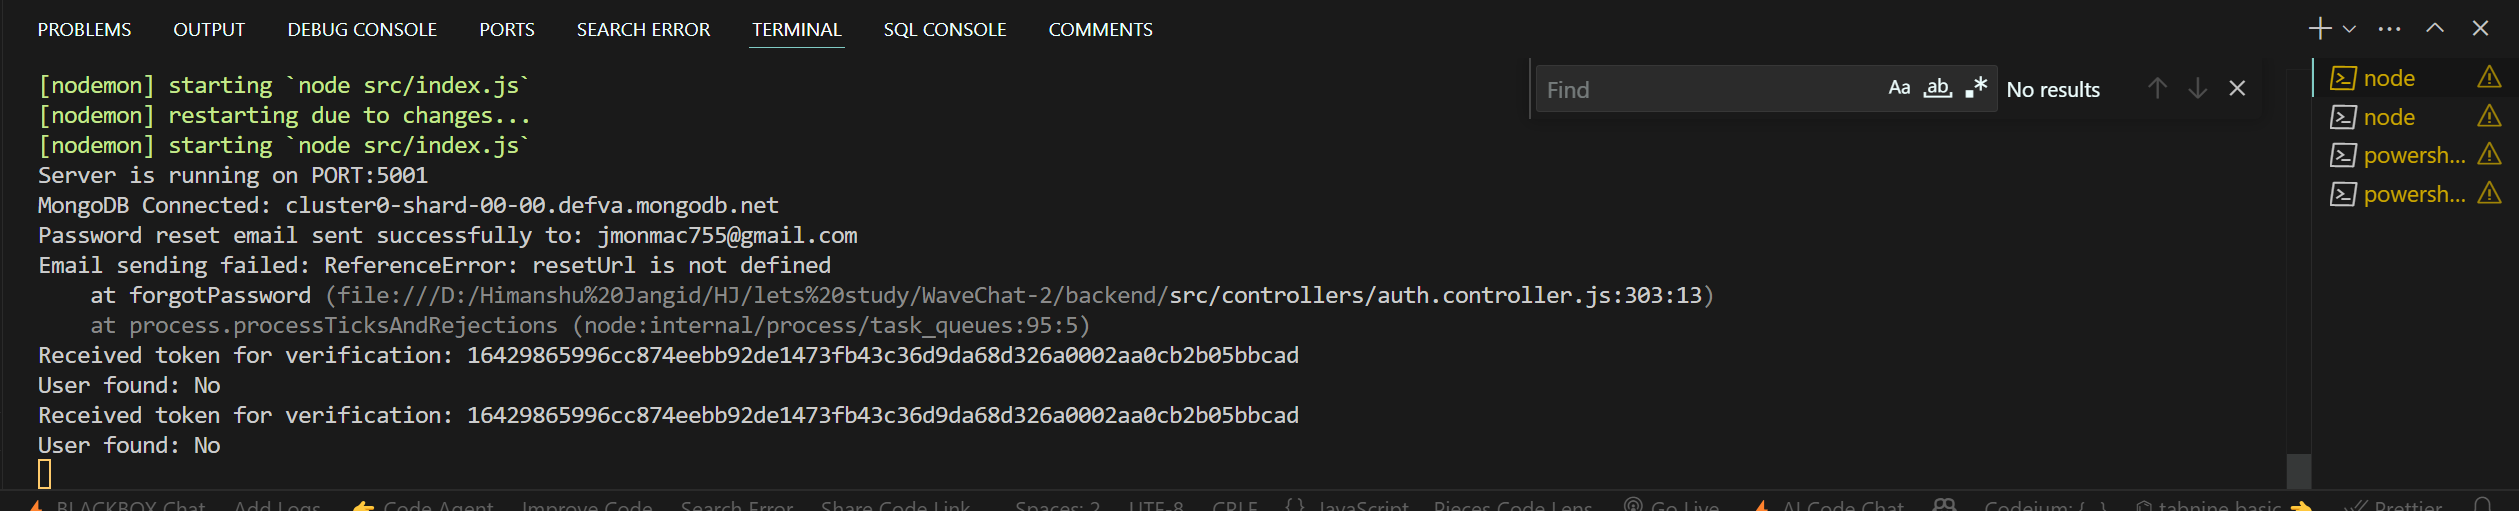 PROBLEMS OUTPUT DEBUG CONSOLE PORTS SEARCH ERROR TERMINAL SQL CONSOLE COMMENTS
[nodemon] starting `node src/index.js`
[nodemon] restarting due to changes...
[nodemon] starting `node src/index.js`
Server is running on PORT:5001
MongoDB Connected: cluster0-shard-00-00.defva.mongodb.net
Password reset email sent successfully to: jmonmac755@gmail.com
Email sending failed: ReferenceError: resetUrl is not defined
at forgotPassword (file:///D:/Himanshu%20Jangid/HJ/lets%20study/WaveChat-2/backend/src/controllers/auth.controller.js:303:13)
at process.processTicksAndRejections (node:internal/process/task_queues:95:5)
Received token for verification: 16429865996cc874eebb92de1473fb43c36d9da68d326a0002aa0cb2b05bbcad
User found: No
Received token for verification: 16429865996cc874eebb92de1473fb43c36d9da68d326a0002aa0cb2b05bbcad
User found: No
Find Aa ab No results
node
node
powersh...
powersh...
BLACKBOX Chat Add Logs Code Agent Improve Code Search Error Share Code Link Spaces: 2 UTF-8 CRLF {} JavaScript Pieces Code Lens Go Live AI Code Chat Codeium: {..} tabnine basic Prettier